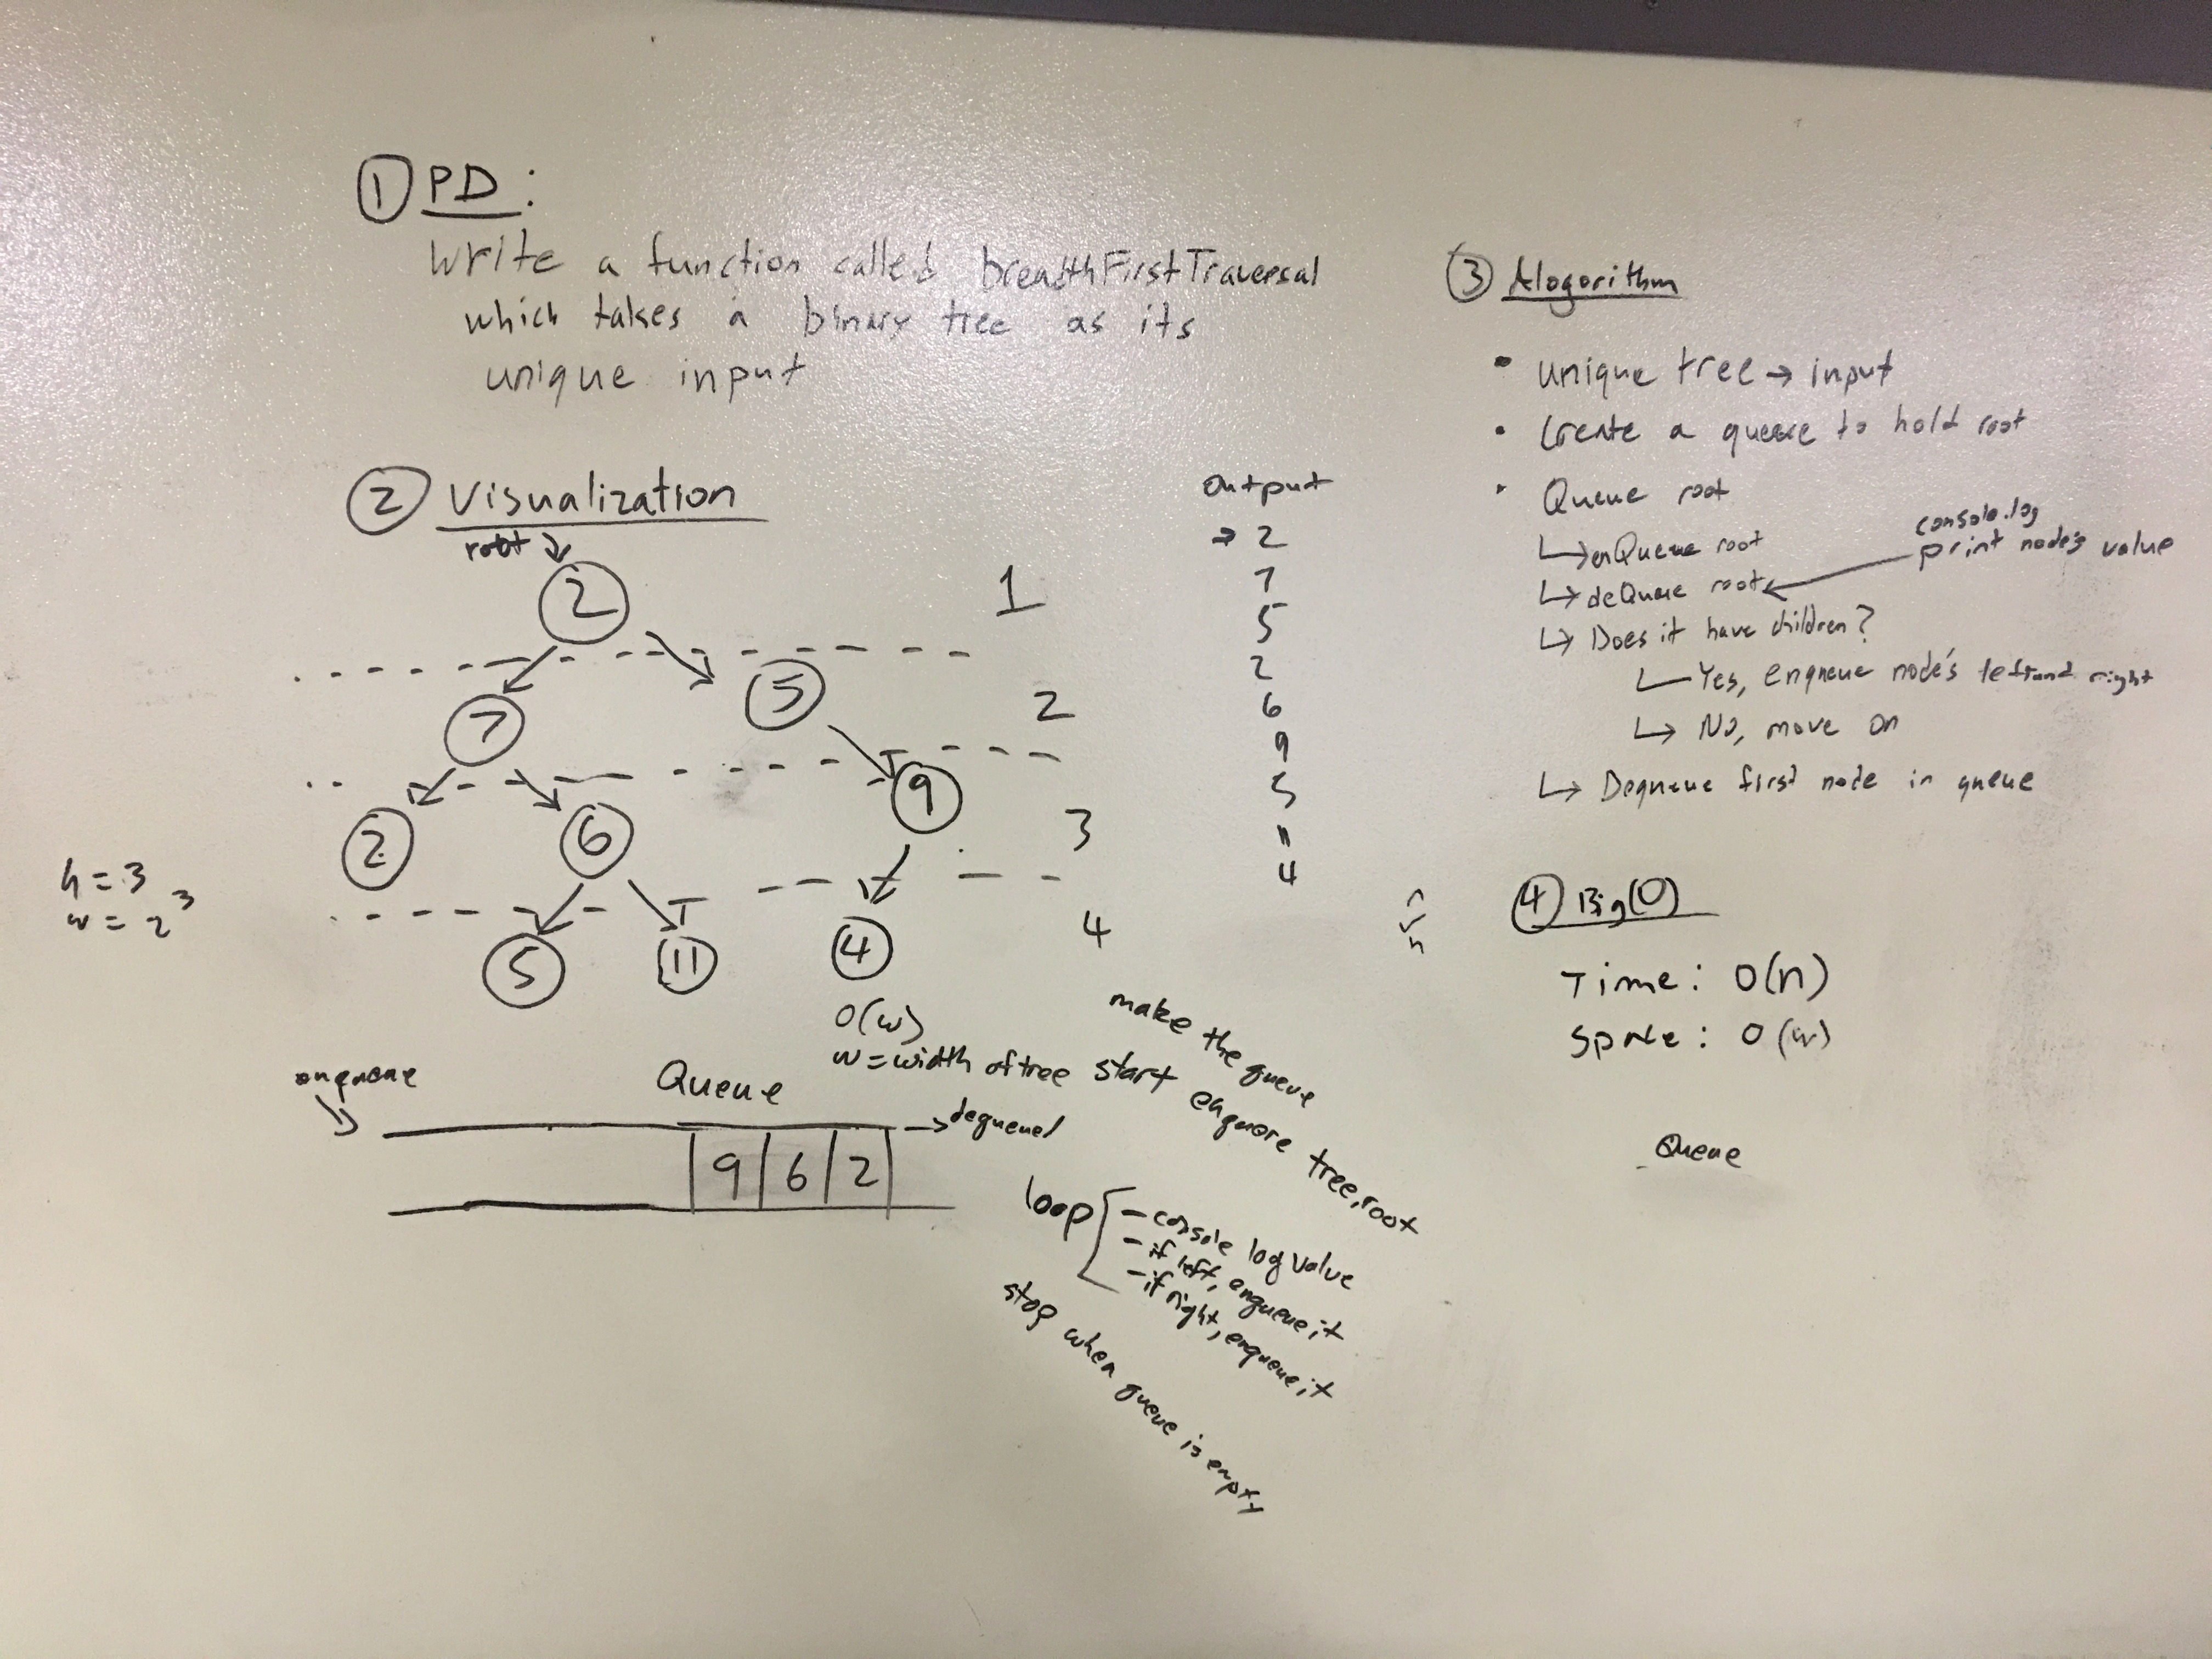 ① PD:
Write a function called breadthFirstTraversal
which takes a binary tree as its
unique input
② Visualization
root
2
1
7
5
2
2
6
9
3
5
11
4
4
h = 3
w = 2³
Output
→ 2
7
5
2
6
9
5
11
4
O(w)
w = width of tree
enqueue
Queue
→ dequeue
9 | 6 | 2
make the queue
start enqueue tree.root
loop
- console log value
- if left, enqueue it
- if right, enqueue it
stop when queue is empty
③ Alogorithm
• unique tree → input
• Create a queue to hold root
• Queue root
↳ enQueue root
↳ deQueue root
console.log
print node's value
↳ Does it have children?
↳ Yes, enqueue node's left and right
↳ No, move on
↳ Dequeue first node in queue
④ Big(O)
Time: O(n)
Space: O(w)
Queue